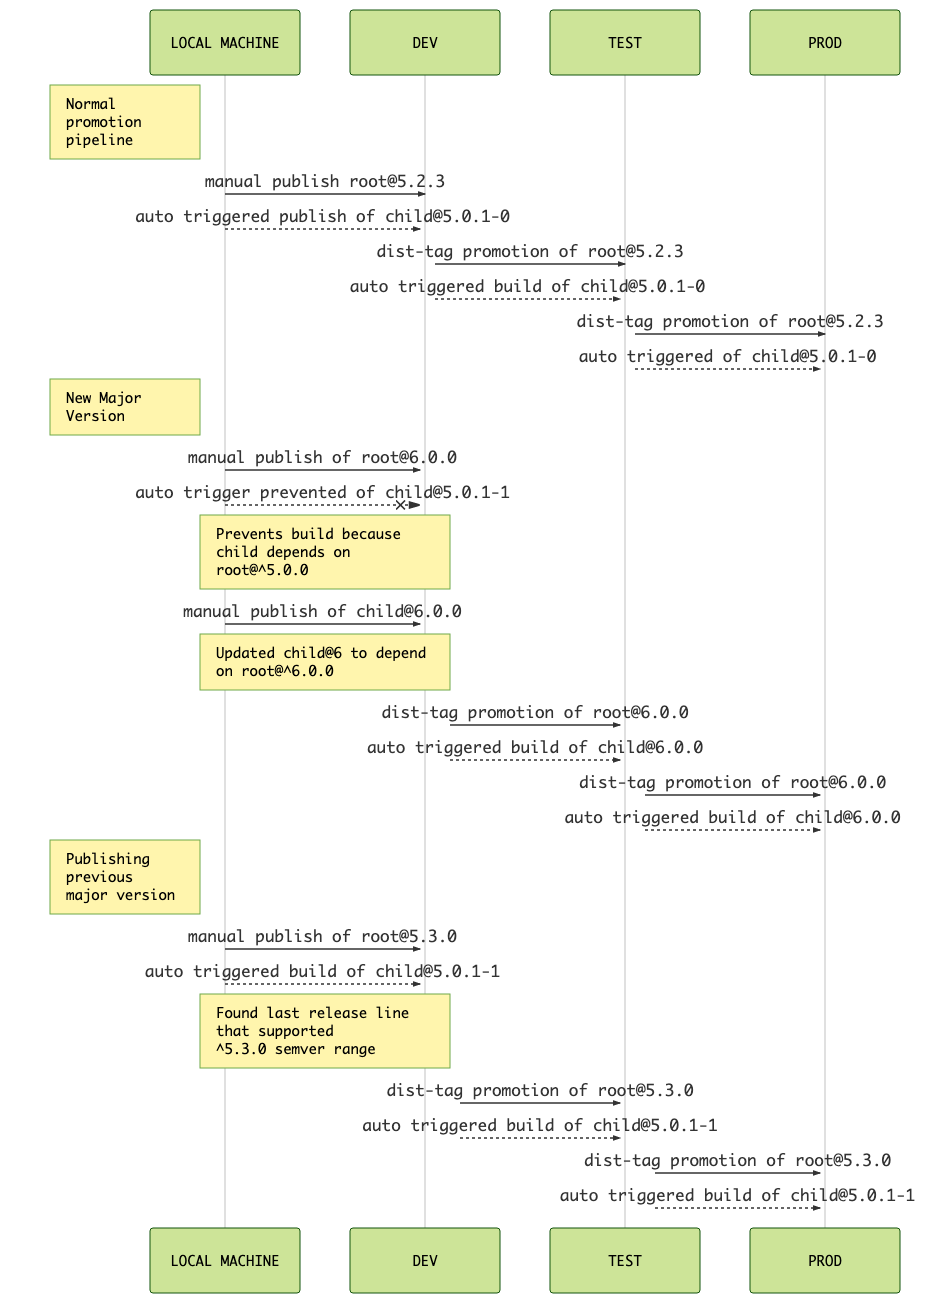 LOCAL MACHINE
DEV
TEST
PROD
Normal
promotion
pipeline
manual publish root@5.2.3
auto triggered publish of child@5.0.1-0
dist-tag promotion of root@5.2.3
auto triggered build of child@5.0.1-0
dist-tag promotion of root@5.2.3
auto triggered of child@5.0.1-0
New Major
Version
manual publish of root@6.0.0
auto trigger prevented of child@5.0.1-1
Prevents build because
child depends on
root@^5.0.0
manual publish of child@6.0.0
Updated child@6 to depend
on root@^6.0.0
dist-tag promotion of root@6.0.0
auto triggered build of child@6.0.0
dist-tag promotion of root@6.0.0
auto triggered build of child@6.0.0
Publishing
previous
major version
manual publish of root@5.3.0
auto triggered build of child@5.0.1-1
Found last release line
that supported
^5.3.0 semver range
dist-tag promotion of root@5.3.0
auto triggered build of child@5.0.1-1
dist-tag promotion of root@5.3.0
auto triggered build of child@5.0.1-1
LOCAL MACHINE
DEV
TEST
PROD